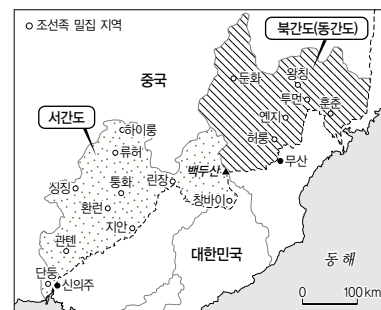 ○ 조선족 밀집 지역
북간도(동간도)
중국
둔화
왕칭
투먼
훈춘
옌지
허룽
무산
서간도
하이룽
류허
싱징
통화
린장
백두산
창바이
환런
지안
콴뎬
단둥
신의주
대한민국
동해
0 100 km